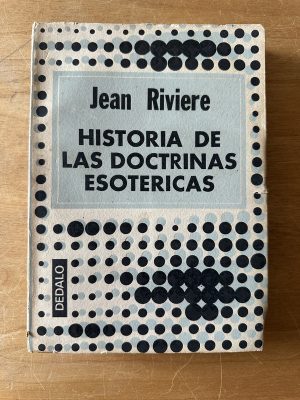 Jean Riviere
HISTORIA DE
LAS DOCTRINAS
ESOTERICAS
DEDALO